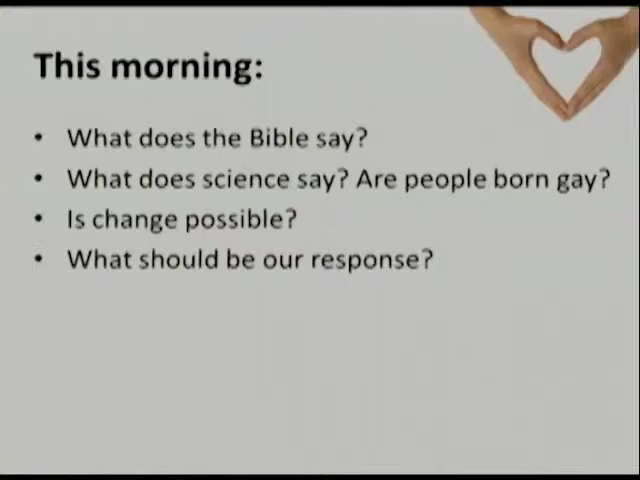 This morning:
• What does the Bible say?
• What does science say? Are people born gay?
• Is change possible?
• What should be our response?